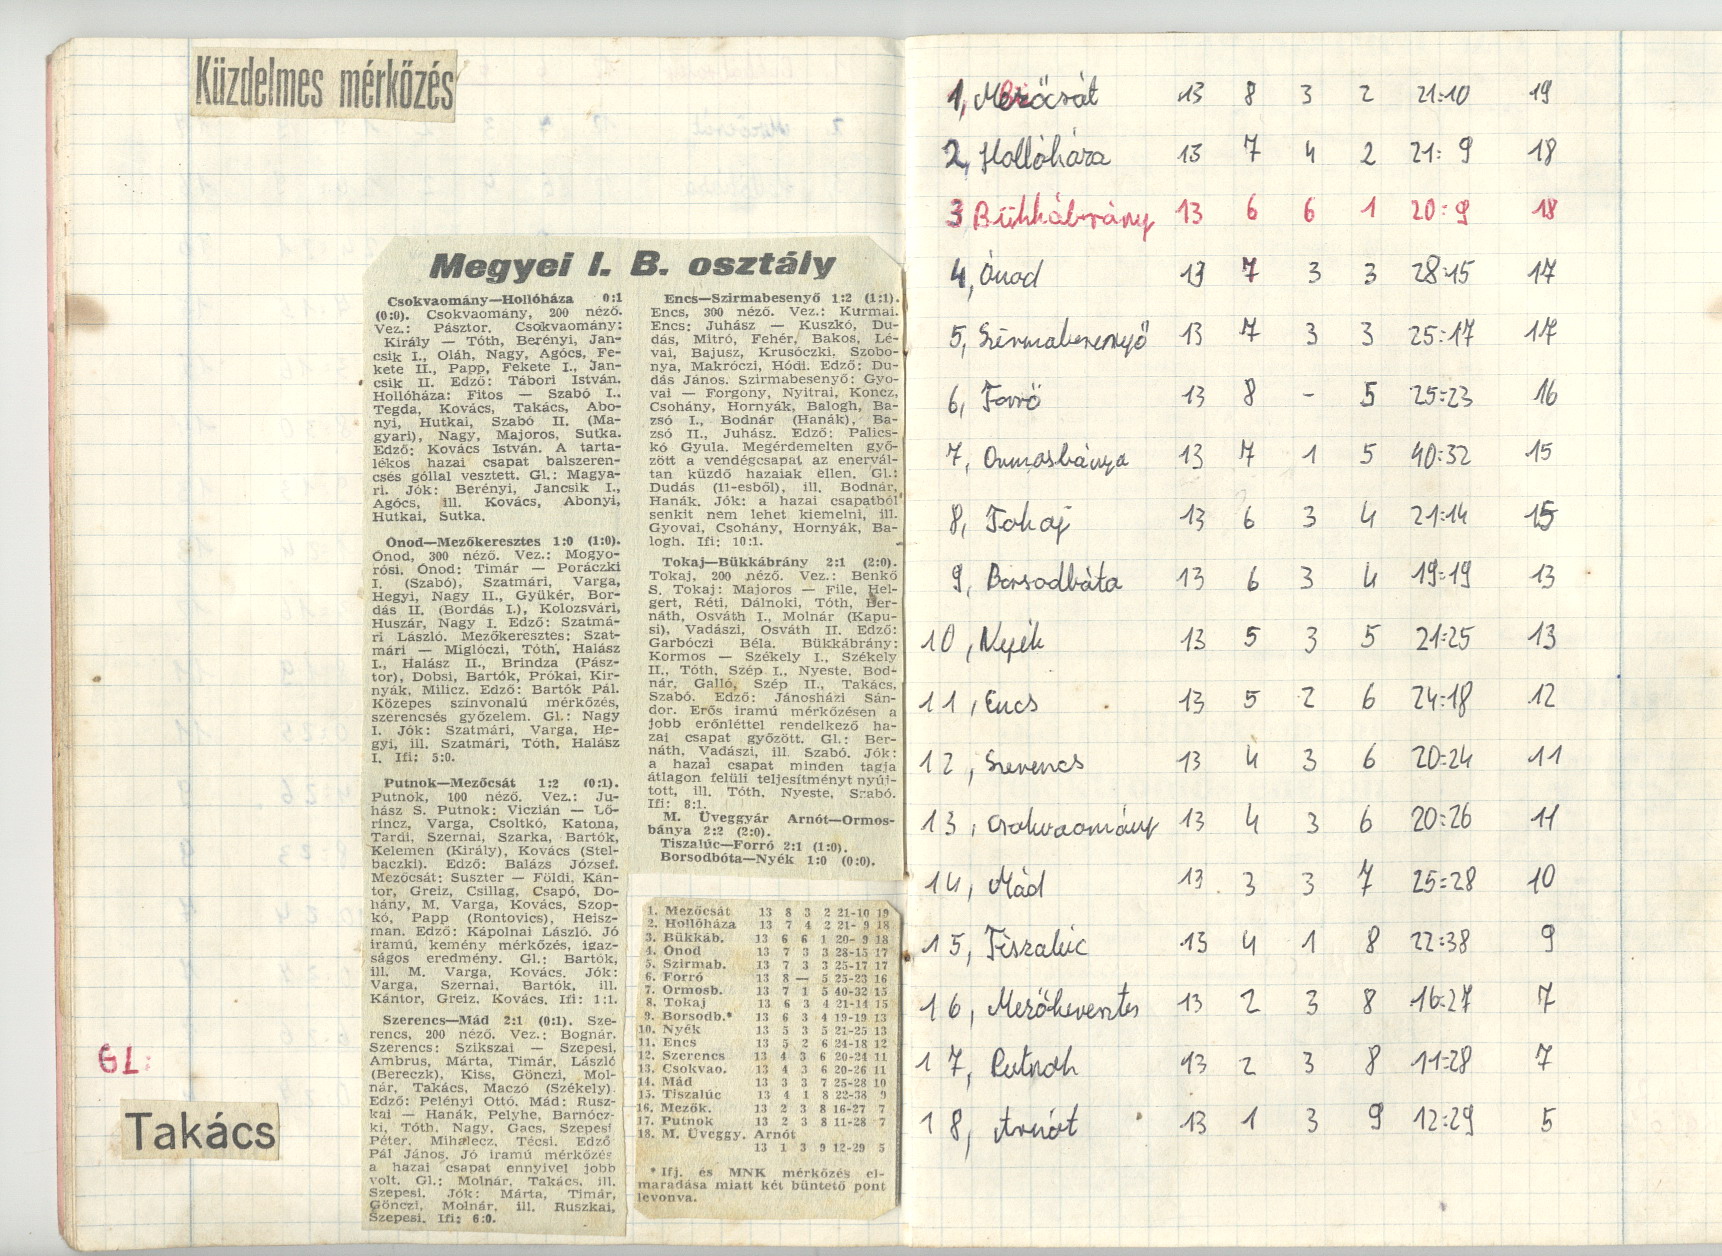 Küzdelmes mérkőzés
Megyei I. B. osztály
Csokvaomány—Hollóháza 0:1
(0:0). Csokvaomány, 200 néző.
Vez.: Pásztor. Csokvaomány:
Király — Tóth, Berényi, Jan-
csik I., Oláh, Nagy, Agócs, Fe-
kete II., Papp, Fekete I., Jan-
csik II. Edző: Tábori István.
Hollóháza: Fitos — Szabó I.,
Tegda, Kovács, Takács, Abo-
nyi, Hutkai, Szabó II. (Ma-
gyari), Nagy, Majoros, Sutka.
Edző: Kovács István. A tarta-
lékos hazai csapat balszeren-
csés góllal vesztett. Gl.: Magya-
ri. Jók: Berényi, Jancsik I.,
Agócs, ill. Kovács, Abonyi,
Hutkai, Sutka.
Ónod—Mezőkeresztes 1:0 (1:0).
Ónod, 300 néző. Vez.: Mogyo-
rósi. Ónod: Timár — Poráczki
I. (Szabó), Szatmári, Varga,
Hegyi, Nagy II., Gyükér, Bor-
dás II. (Bordás I.), Kolozsvári,
Huszár, Nagy I. Edző: Szatmá-
ri László. Mezőkeresztes: Szat-
mári — Miglóczi, Tóth, Halász
I., Halász II., Brindza (Pász-
tor), Dobsi, Bartók, Prókai, Kir-
nyák, Milicz. Edző: Bartók Pál.
Közepes színvonalú mérkőzés,
szerencsés győzelem. Gl.: Nagy
I. Jók: Szatmári, Varga, He-
gyi, ill. Szatmári, Tóth, Halász
I. Ifi: 5:0.
Putnok—Mezőcsát 1:2 (0:1).
Putnok, 100 néző. Vez.: Ju-
hász S. Putnok: Viczián — Lő-
rincz, Varga, Csoltkó, Katona,
Tardi, Szernai, Szarka, Bartók,
Kelemen (Király), Kovács (Stel-
baczki). Edző: Balázs József.
Mezőcsát: Suszter — Földi, Kán-
tor, Greiz, Csillag, Csapó, Do-
hány, M. Varga, Kovács, Szop-
kó, Papp (Rontovics), Heisz-
man. Edző: Kápolnai László. Jó
iramú, kemény mérkőzés, igaz-
ságos eredmény. Gl.: Bartók,
ill. M. Varga, Kovács. Jók:
Varga, Szernai, Bartók, ill.
Kántor, Greiz, Kovács. Ifi: 1:1.
Szerencs—Mád 2:1 (0:1). Sze-
rencs, 200 néző. Vez.: Bognár.
Szerencs: Szikszai — Szepesi,
Ambrus, Márta, Timár, László
(Bereczk), Kiss, Gönczi, Mol-
nár, Takács, Maczó (Székely).
Edző: Pelényi Ottó. Mád: Rusz-
kai — Hanák, Pelyhe, Barnócz-
ki, Tóth, Nagy, Gacs, Szepesi
Péter, Mihalecz, Técsi. Edző
Pál János. Jó iramú mérkőzés
a hazai csapat ennyivel jobb
volt. Gl.: Molnár, Takács, ill.
Szepesi. Jók: Márta, Timár,
Gönczi, Molnár, ill. Ruszkai,
Szepesi. Ifi: 6:0.
Encs—Szirmabesenyő 1:2 (1:1).
Encs, 300 néző. Vez.: Kurmai.
Encs: Juhász — Kuszkó, Du-
dás, Mitró, Fehér, Bakos, Lé-
vai, Bajusz, Krusóczki, Szobo-
nya, Makróczi, Hódi. Edző: Du-
dás János. Szirmabesenyő: Gyo-
vai — Forgony, Nyitrai, Koncz,
Csohány, Hornyák, Balogh, Ba-
zsó I., Bodnár (Hanák), Ba-
zsó II., Juhász. Edző: Palics-
kó Gyula. Megérdemelten győ-
zött a vendégcsapat az enervál-
tan küzdő hazaiak ellen. Gl.:
Dudás (11-esből), ill. Bodnár,
Hanák. Jók: a hazai csapatból
senkit nem lehet kiemelni, ill.
Gyovai, Csohány, Hornyák, Ba-
logh. Ifi: 10:1.
Tokaj—Bükkábrány 2:1 (2:0).
Tokaj, 200 néző. Vez.: Benkő
S. Tokaj: Majoros — File, Hel-
gert, Réti, Dálnoki, Tóth, Ber-
náth, Osváth I., Molnár (Kapu-
si), Vadászi, Osváth II. Edző:
Garbóczi Béla. Bükkábrány:
Kormos — Székely I., Székely
II., Tóth, Szép I., Nyeste, Bod-
nár, Galló, Szép II., Takács,
Szabó. Edző: Jánosházi Sán-
dor. Erős iramú mérkőzésen a
jobb erőnléttel rendelkező ha-
zai csapat győzött. Gl.: Ber-
náth, Vadászi, ill. Szabó. Jók:
a hazai csapat minden tagja
átlagon felüli teljesítményt nyúj-
tott, ill. Tóth, Nyeste, Szabó.
Ifi: 8:1.
M. Üveggyár Arnót—Ormos-
bánya 2:2 (2:0).
Tiszalúc—Forró 2:1 (1:0).
Borsodbóta—Nyék 1:0 (0:0).
1. Mezőcsát 13 8 3 2 21-10 19
2. Hollóháza 13 7 4 2 21- 9 18
3. Bükkáb. 13 6 6 1 20- 9 18
4. Ónod 13 7 3 3 28-15 17
5. Szirmab. 13 7 3 3 25-17 17
6. Forró 13 8 — 5 25-23 16
7. Ormosb. 13 7 1 5 40-32 15
8. Tokaj 13 6 3 4 21-14 15
9. Borsodb.* 13 6 3 4 19-19 13
10. Nyék 13 5 3 5 21-25 13
11. Encs 13 5 2 6 24-18 12
12. Szerencs 13 4 3 6 20-24 11
13. Csokvao. 13 4 3 6 20-26 11
14. Mád 13 3 3 7 25-28 10
15. Tiszalúc 13 4 1 8 22-38 9
16. Mezők. 13 2 3 8 16-27 7
17. Putnok 13 2 3 8 11-28 7
18. M. Üveggy. Arnót
13 1 3 9 12-29 5
* Ifj. és MNK mérkőzés el-
maradása miatt két büntető pont
levonva.
GL:
Takács
1, Mezőcsát 13 8 3 2 21:10 19
2, Hollóháza 13 7 4 2 21: 9 18
3 Bükkábrány 13 6 6 1 20:9 18
4, Ónod 13 7 3 3 28:15 17
5, Szirmabesenyő 13 7 3 3 25:17 17
6, Forró 13 8 - 5 25:23 16
7, Ormosbánya 13 7 1 5 40:32 15
8, Tokaj 13 6 3 4 21:14 15
9, Borsodbóta 13 6 3 4 19:19 13
10, Nyék 13 5 3 5 21:25 13
11, Encs 13 5 2 6 24:18 12
12, Szerencs 13 4 3 6 20:24 11
13, Csokvaomány 13 4 3 6 20:26 11
14, Mád 13 3 3 7 25:28 10
15, Tiszalúc 13 4 1 8 22:38 9
16, Mezőkeresztes 13 2 3 8 16:27 7
17, Putnok 13 2 3 8 11:28 7
18, Arnót 13 1 3 9 12:29 5